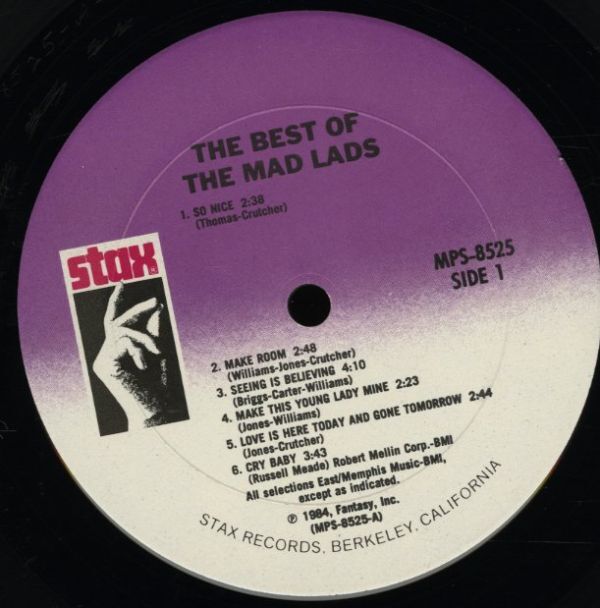 THE BEST OF
THE MAD LADS
1. SO NICE 2:38
(Thomas-Crutcher)
stax
MPS-8525
SIDE 1
2. MAKE ROOM 2:48
(Williams-Jones-Crutcher)
3. SEEING IS BELIEVING 4:10
(Briggs-Carter-Williams)
4. MAKE THIS YOUNG LADY MINE 2:23
(Jones-Williams)
5. LOVE IS HERE TODAY AND GONE TOMORROW 2:44
(Jones-Crutcher)
6. CRY BABY 3:43
(Russell Meade) Robert Mellin Corp.-BMI
All selections East/Memphis Music-BMI,
except as indicated.
℗ 1984, Fantasy, Inc.
(MPS-8525-A)
STAX RECORDS, BERKELEY, CALIFORNIA